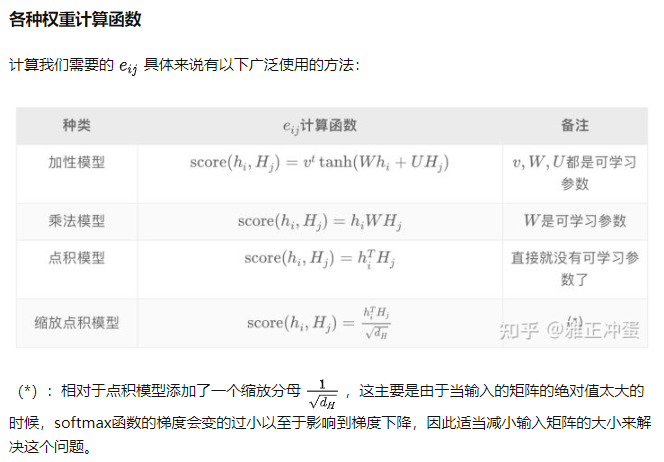 各种权重计算函数
计算我们需要的 e_{ij} 具体来说有以下广泛使用的方法：
种类 e_{ij}计算函数 备注
加性模型 score(h_i, H_j) = v^t tanh(Wh_i + UH_j) v, W, U都是可学习
参数
乘法模型 score(h_i, H_j) = h_iWH_j W是可学习参数
点积模型 score(h_i, H_j) = h_i^T H_j 直接就没有可学习参
数了
缩放点积模型 score(h_i, H_j) = \frac{h_i^T H_j}{\sqrt{d_H}} (*)
知乎 @雅正冲蛋
（*）：相对于点积模型添加了一个缩放分母 \frac{1}{\sqrt{d_H}} ，这主要是由于当输入的矩阵的绝对值太大的
时候，softmax函数的梯度会变的过小以至于影响到梯度下降，因此适当减小输入矩阵的大小来解
决这个问题。